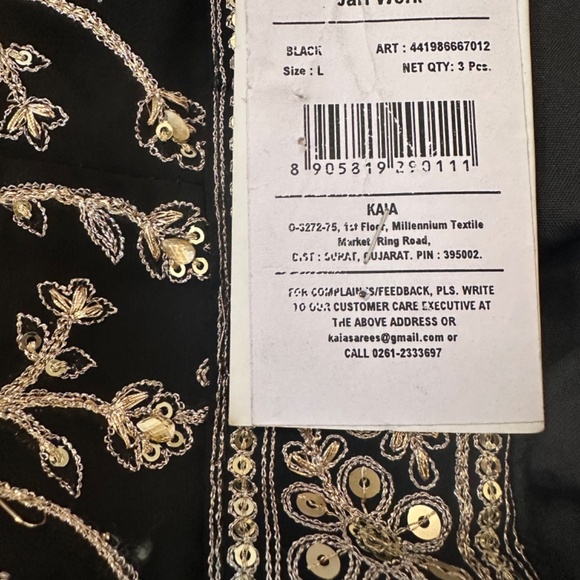 Jari Work
BLACK ART : 441986667012
Size : L NET QTY: 3 Pcs.
8 905819 290111
KAIA
G-3272-75, 1st Floor, Millennium Textile
Market, Ring Road,
DIST : SURAT, GUJARAT. PIN : 395002.
FOR COMPLAINTS/FEEDBACK, PLS. WRITE
TO OUR CUSTOMER CARE EXECUTIVE AT
THE ABOVE ADDRESS OR
kaiasarees@gmail.com or
CALL 0261-2333697